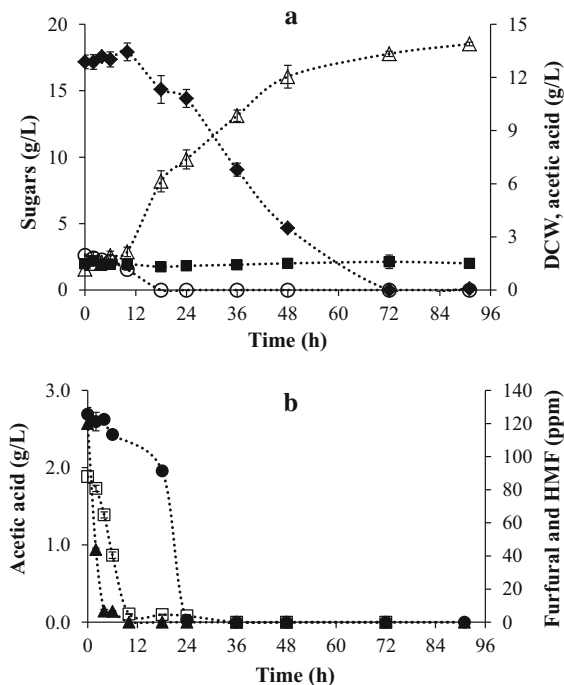 a
20
15
10
5
0
Sugars (g/L)
15
12
9
6
3
0
DCW, acetic acid (g/L)
0 12 24 36 48 60 72 84 96
Time (h)
b
3.0
2.0
1.0
0.0
Acetic acid (g/L)
140
120
100
80
60
40
20
0
Furfural and HMF (ppm)
0 12 24 36 48 60 72 84 96
Time (h)